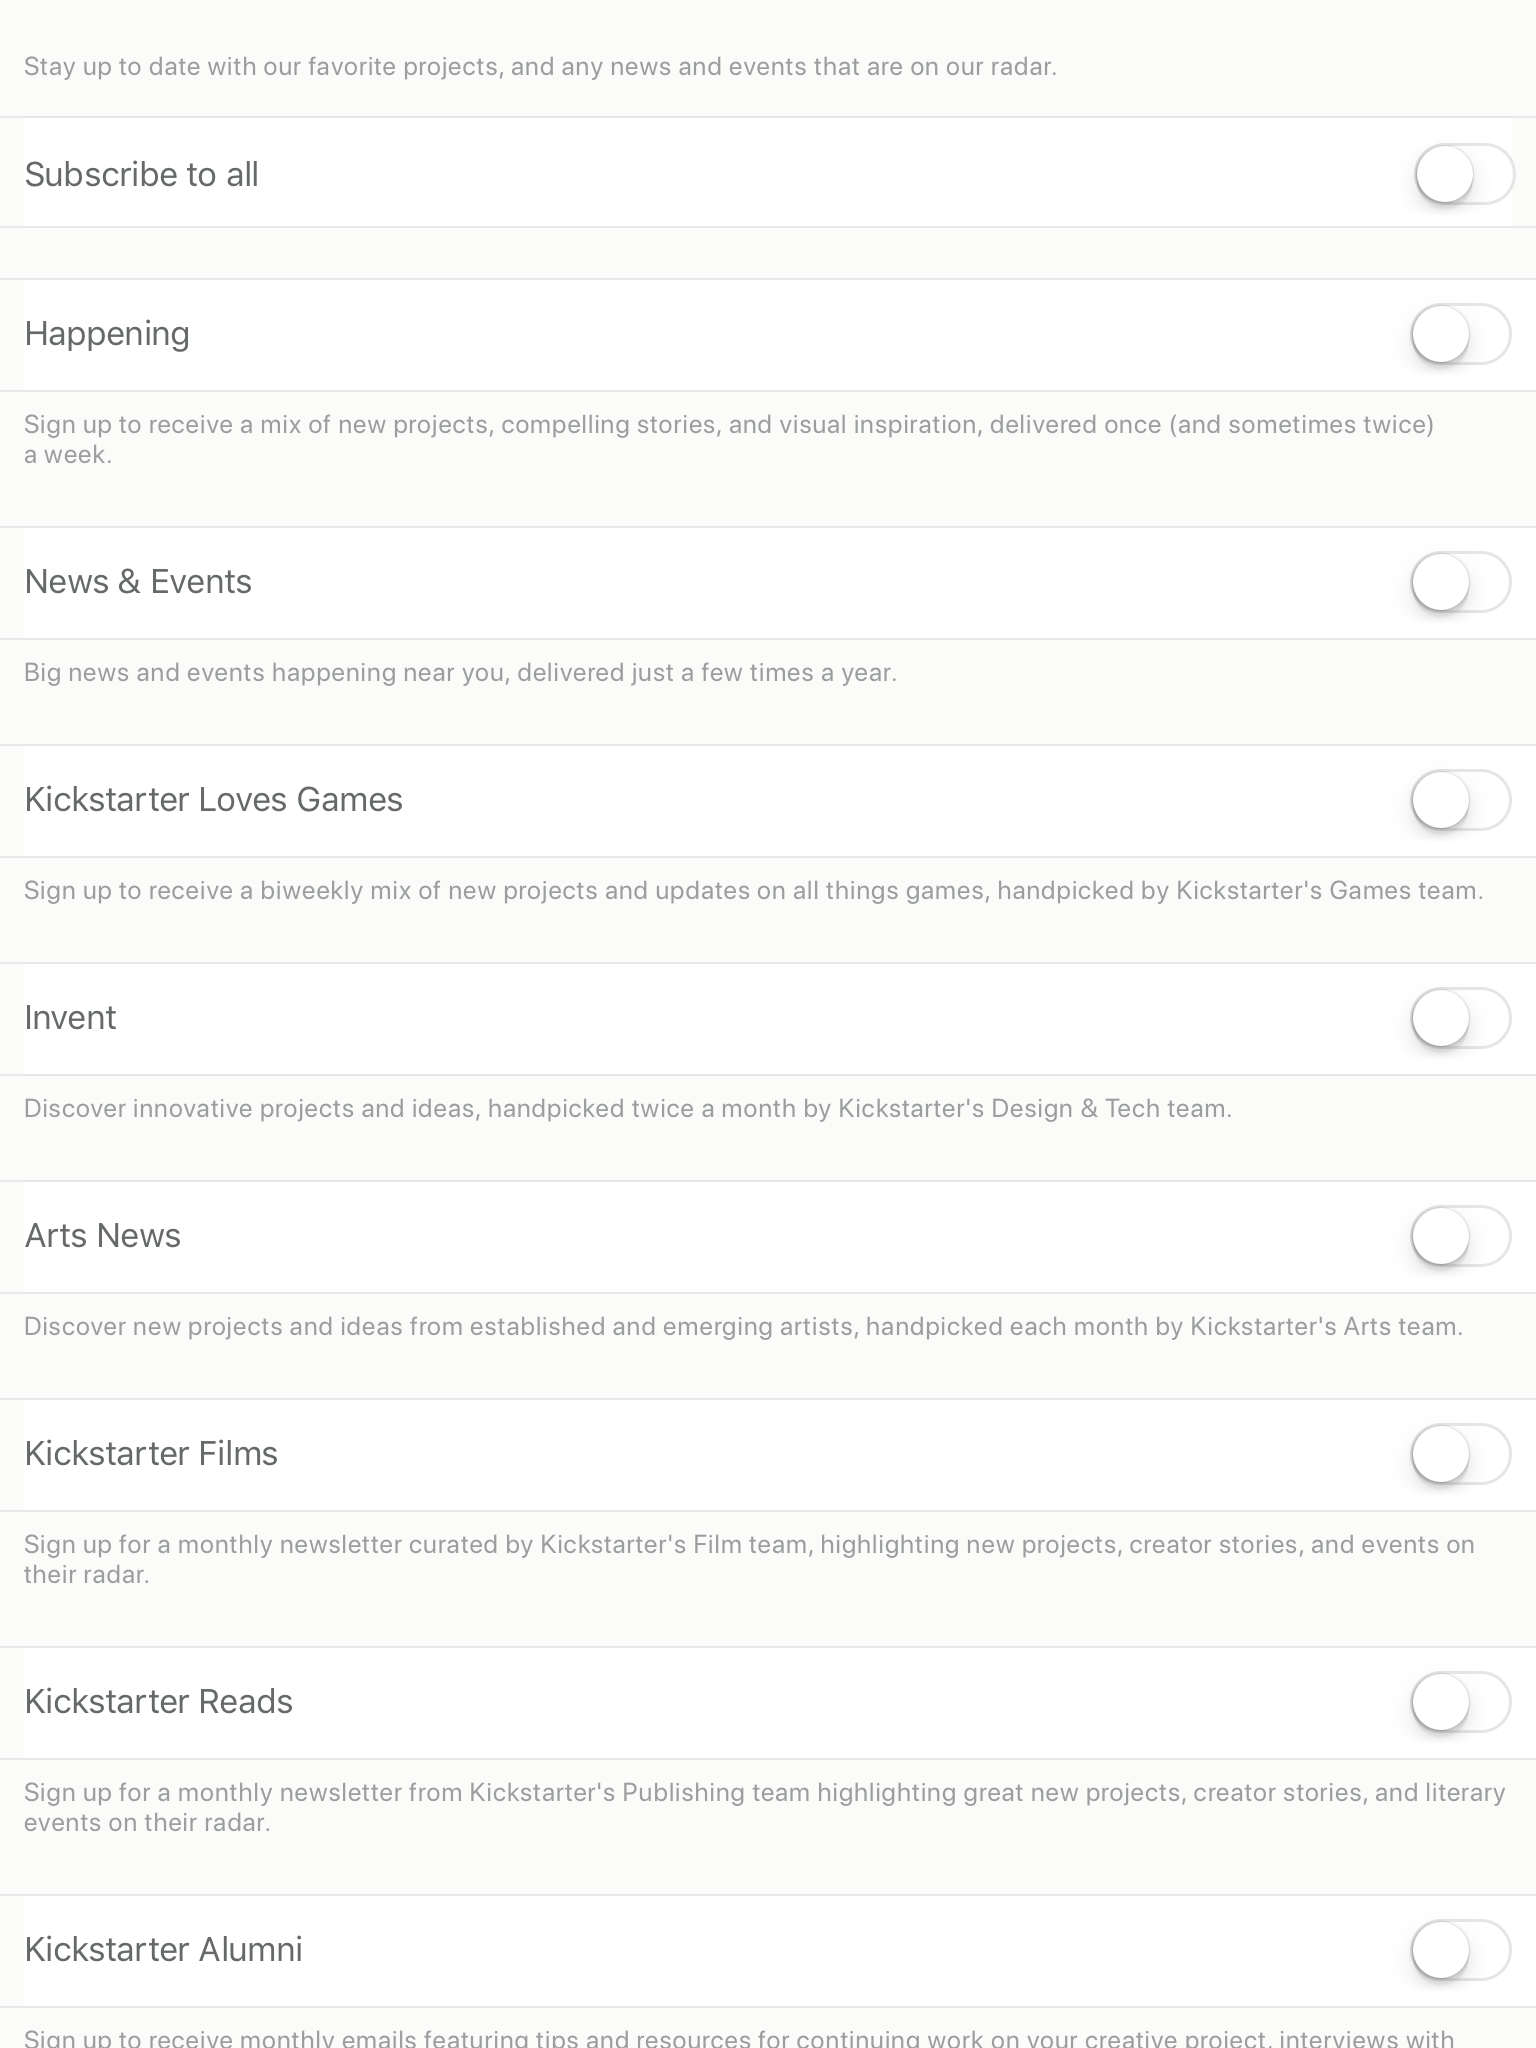 Stay up to date with our favorite projects, and any news and events that are on our radar.
Subscribe to all
Happening
Sign up to receive a mix of new projects, compelling stories, and visual inspiration, delivered once (and sometimes twice)
a week.
News & Events
Big news and events happening near you, delivered just a few times a year.
Kickstarter Loves Games
Sign up to receive a biweekly mix of new projects and updates on all things games, handpicked by Kickstarter's Games team.
Invent
Discover innovative projects and ideas, handpicked twice a month by Kickstarter's Design & Tech team.
Arts News
Discover new projects and ideas from established and emerging artists, handpicked each month by Kickstarter's Arts team.
Kickstarter Films
Sign up for a monthly newsletter curated by Kickstarter's Film team, highlighting new projects, creator stories, and events on
their radar.
Kickstarter Reads
Sign up for a monthly newsletter from Kickstarter's Publishing team highlighting great new projects, creator stories, and literary
events on their radar.
Kickstarter Alumni
Sign up to receive monthly emails featuring tips and resources for continuing work on your creative project, interviews with